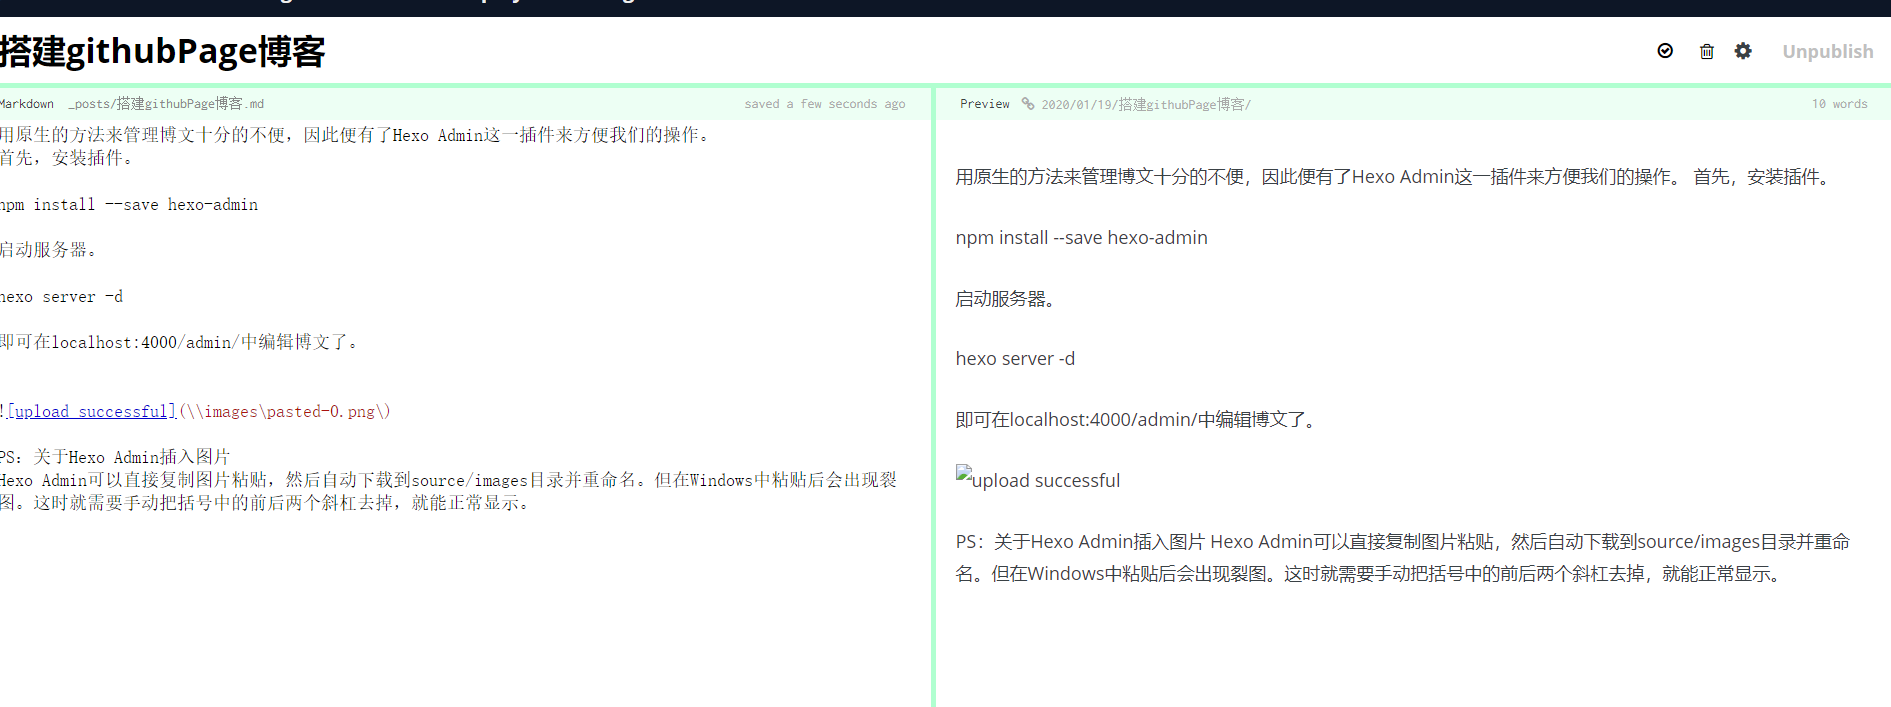 搭建githubPage博客
Unpublish
Markdown _posts/搭建githubPage博客.md
saved a few seconds ago
用原生的方法来管理博文十分的不便，因此便有了Hexo Admin这一插件来方便我们的操作。
首先，安装插件。
npm install --save hexo-admin
启动服务器。
hexo server -d
即可在localhost:4000/admin/中编辑博文了。
![upload successful](\\images\pasted-0.png\)
PS：关于Hexo Admin插入图片
Hexo Admin可以直接复制图片粘贴，然后自动下载到source/images目录并重命名。但在Windows中粘贴后会出现裂
图。这时就需要手动把括号中的前后两个斜杠去掉，就能正常显示。
Preview 2020/01/19/搭建githubPage博客/
10 words
用原生的方法来管理博文十分的不便，因此便有了Hexo Admin这一插件来方便我们的操作。 首先，安装插件。
npm install --save hexo-admin
启动服务器。
hexo server -d
即可在localhost:4000/admin/中编辑博文了。
upload successful
PS：关于Hexo Admin插入图片 Hexo Admin可以直接复制图片粘贴，然后自动下载到source/images目录并重命
名。但在Windows中粘贴后会出现裂图。这时就需要手动把括号中的前后两个斜杠去掉，就能正常显示。